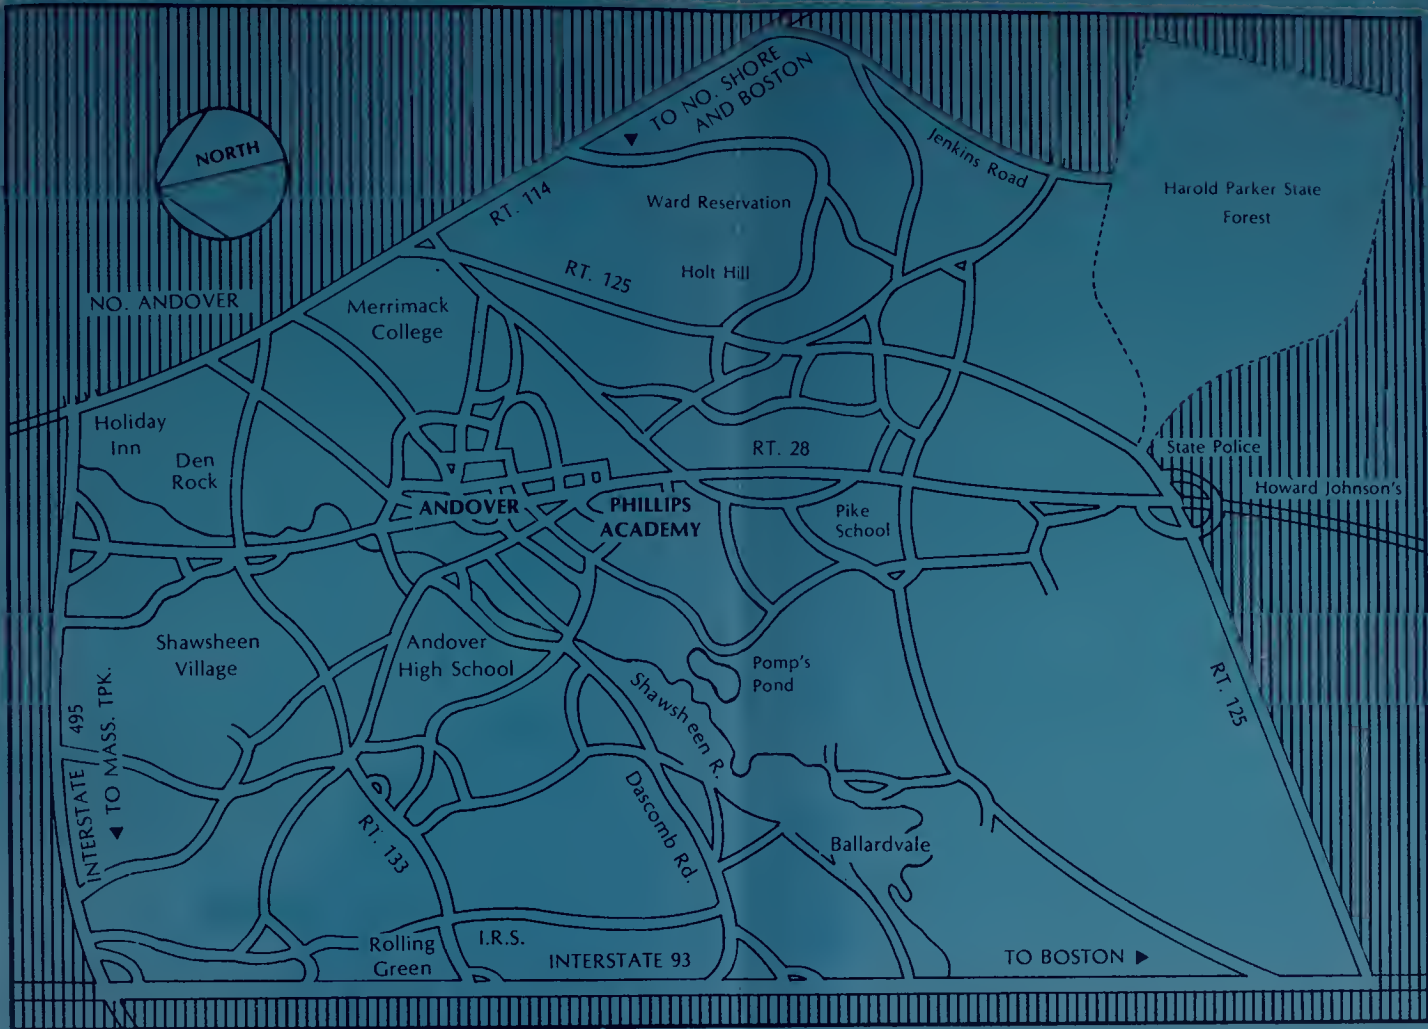 TO NO. SHORE
AND BOSTON
NORTH
Jenkins Road
Harold Parker State
Forest
RT. 114
Ward Reservation
Holt Hill
RT. 125
NO. ANDOVER
Merrimack
College
Holiday
Inn
Den
Rock
RT. 28
State Police
Howard Johnson's
ANDOVER
PHILLIPS
ACADEMY
Pike
School
Shawsheen
Village
Andover
High School
Pomp's
Pond
Shawsheen R.
RT. 125
INTERSTATE 495
TO MASS. TPK.
RT. 133
Dascomb Rd.
Ballardvale
Rolling
Green
I.R.S.
INTERSTATE 93
TO BOSTON